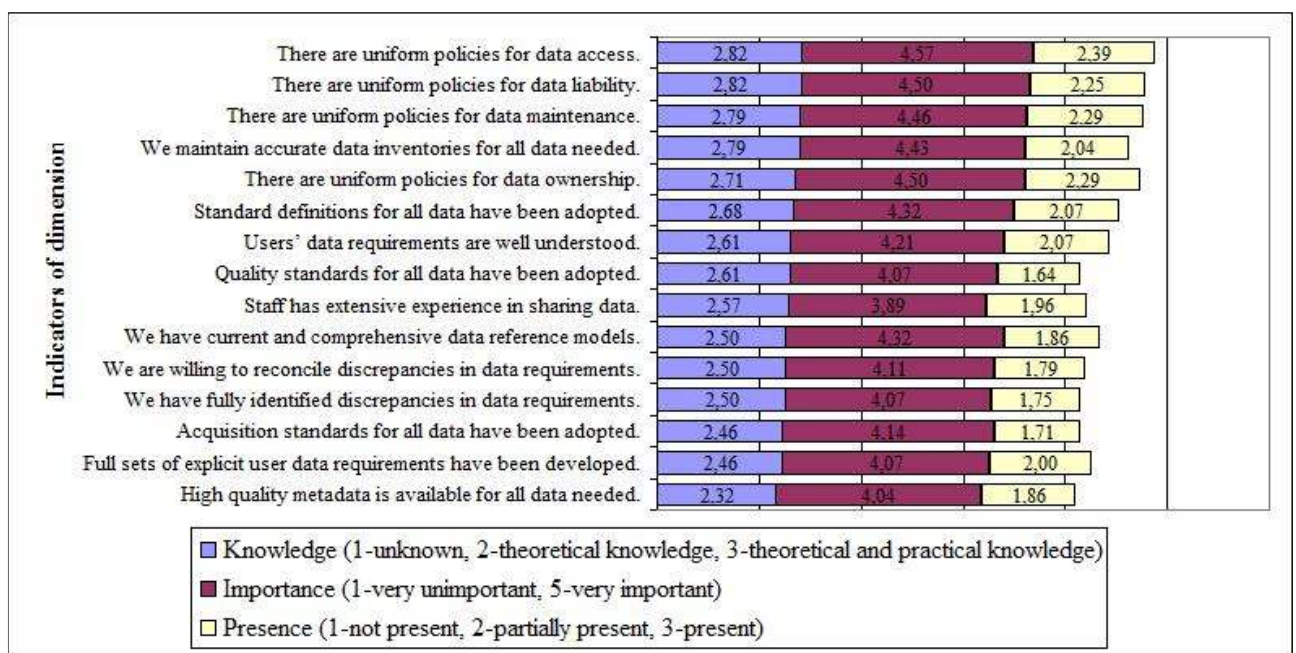 Indicators of dimension
There are uniform policies for data access. 2,82 4,57 2,39
There are uniform policies for data liability. 2,82 4,50 2,25
There are uniform policies for data maintenance. 2,79 4,46 2,29
We maintain accurate data inventories for all data needed. 2,79 4,43 2,04
There are uniform policies for data ownership. 2,71 4,50 2,29
Standard definitions for all data have been adopted. 2,68 4,32 2,07
Users’ data requirements are well understood. 2,61 4,21 2,07
Quality standards for all data have been adopted. 2,61 4,07 1,64
Staff has extensive experience in sharing data. 2,57 3,89 1,96
We have current and comprehensive data reference models. 2,50 4,32 1,86
We are willing to reconcile discrepancies in data requirements. 2,50 4,11 1,79
We have fully identified discrepancies in data requirements. 2,50 4,07 1,75
Acquisition standards for all data have been adopted. 2,46 4,14 1,71
Full sets of explicit user data requirements have been developed. 2,46 4,07 2,00
High quality metadata is available for all data needed. 2,32 4,04 1,86
Knowledge (1-unknown, 2-theoretical knowledge, 3-theoretical and practical knowledge)
Importance (1-very unimportant, 5-very important)
Presence (1-not present, 2-partially present, 3-present)